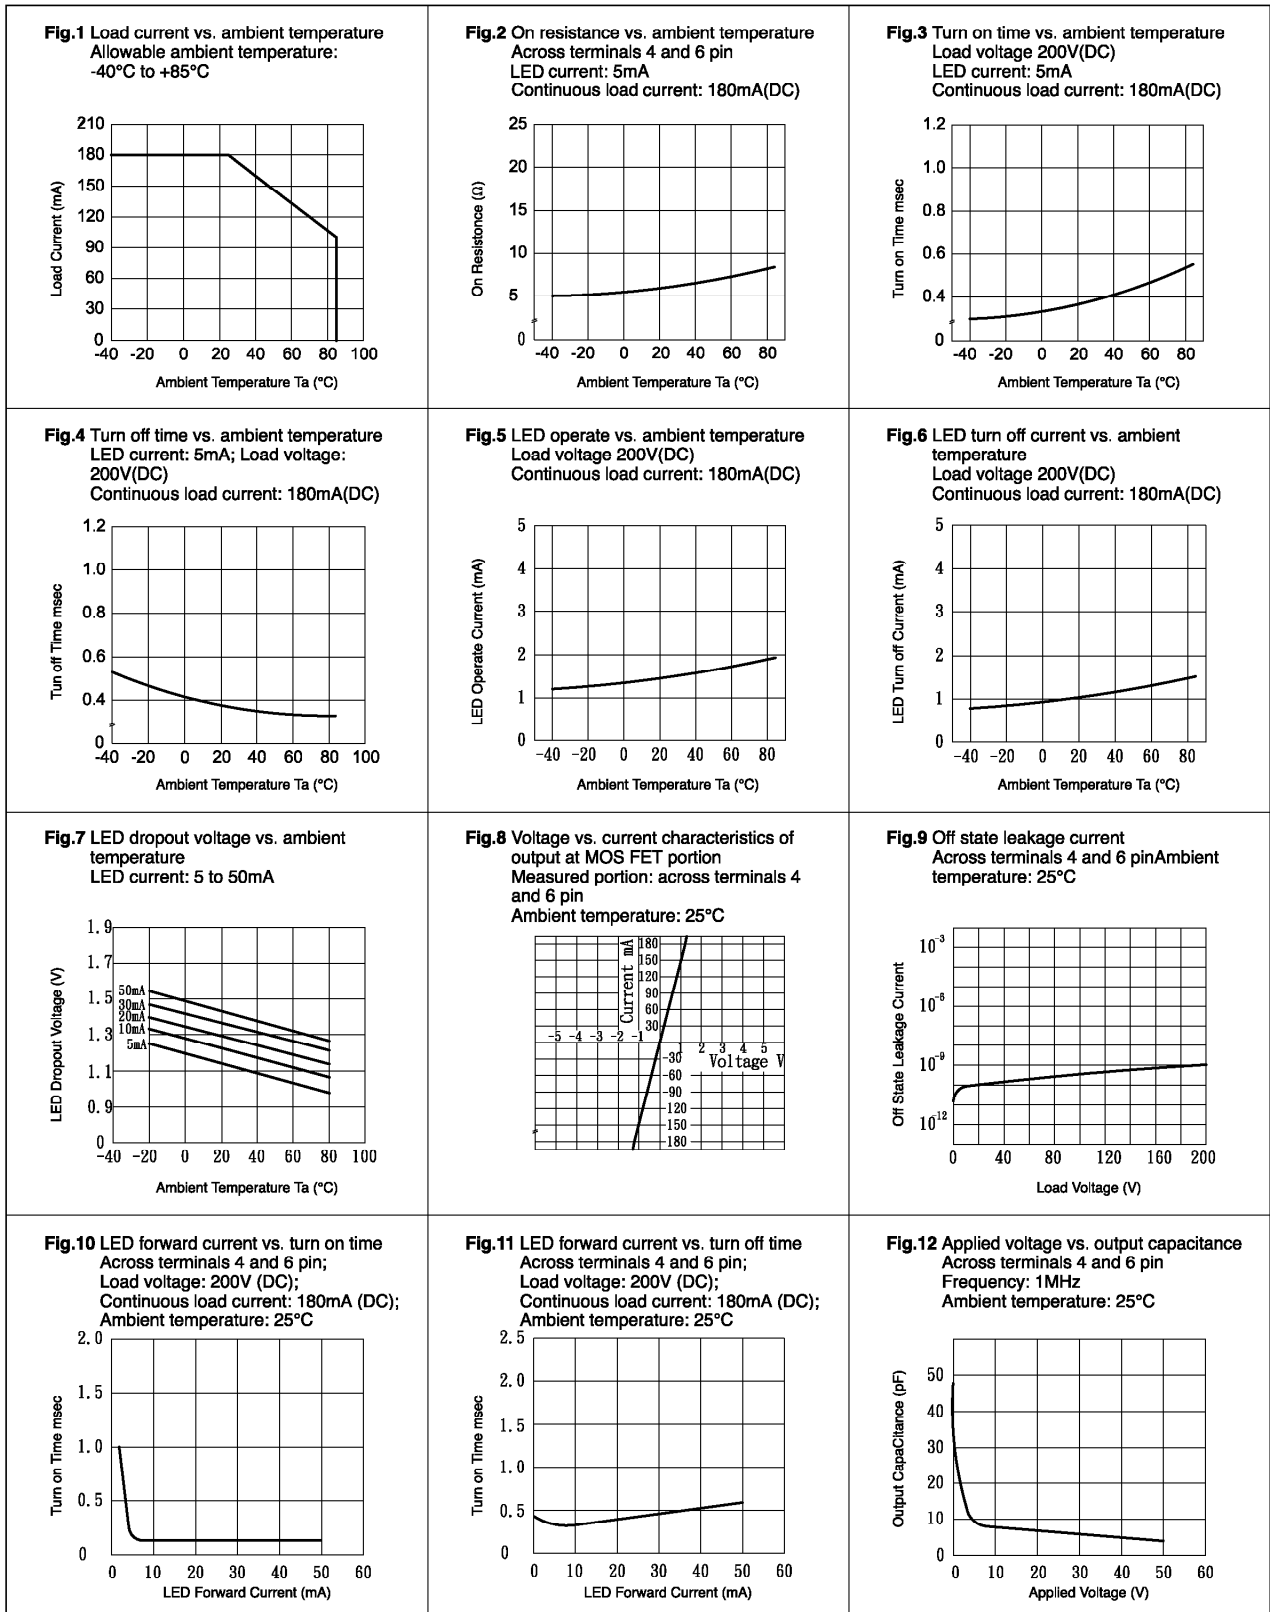 Fig.1 Load current vs. ambient temperature
Allowable ambient temperature:
-40°C to +85°C
210
180
150
120
90
60
30
0
Load Current (mA)
-40 -20 0 20 40 60 80 100
Ambient Temperature Ta (°C)
Fig.2 On resistance vs. ambient temperature
Across terminals 4 and 6 pin
LED current: 5mA
Continuous load current: 180mA(DC)
25
20
15
10
5
0
On Resistonce (Ω)
-40 -20 0 20 40 60 80
Ambient Temperature Ta (°C)
Fig.3 Turn on time vs. ambient temperature
Load voltage 200V(DC)
LED current: 5mA
Continuous load current: 180mA(DC)
1.2
1.0
0.8
0.6
0.4
0
Turn on Time msec
-40 -20 0 20 40 60 80
Ambient Temperature Ta (°C)
Fig.4 Turn off time vs. ambient temperature
LED current: 5mA; Load voltage:
200V(DC)
Continuous load current: 180mA(DC)
1.2
1.0
0.8
0.6
0.4
0
Tun off Time msec
-40 -20 0 20 40 60 80 100
Ambient Temperature Ta (°C)
Fig.5 LED operate vs. ambient temperature
Load voltage 200V(DC)
Continuous load current: 180mA(DC)
5
4
3
2
1
0
LED Operate Current (mA)
-40 -20 0 20 40 60 80
Ambient Temperature Ta (°C)
Fig.6 LED turn off current vs. ambient
temperature
Load voltage 200V(DC)
Continuous load current: 180mA(DC)
5
4
3
2
1
0
LED Turn off Current (mA)
-40 -20 0 20 40 60 80
Ambient Temperature Ta (°C)
Fig.7 LED dropout voltage vs. ambient
temperature
LED current: 5 to 50mA
1.9
1.7
1.5
1.3
1.1
0.9
0
LED Dropout Voltage (V)
50mA
30mA
20mA
10mA
5mA
-40 -20 0 20 40 60 80 100
Ambient Temperature Ta (°C)
Fig.8 Voltage vs. current characteristics of
output at MOS FET portion
Measured portion: across terminals 4
and 6 pin
Ambient temperature: 25°C
Current mA
180
150
120
90
60
30
-5 -4 -3 -2 -1
1 2 3 4 5
Voltage V
-30
-60
-90
-120
-150
180
Fig.9 Off state leakage current
Across terminals 4 and 6 pinAmbient
temperature: 25°C
10-3
10-6
10-9
10-12
Off State Leakage Current
0 40 80 120 160 200
Load Voltage (V)
Fig.10 LED forward current vs. turn on time
Across terminals 4 and 6 pin;
Load voltage: 200V (DC);
Continuous load current: 180mA (DC);
Ambient temperature: 25°C
2.0
1.5
1.0
0.5
0
Turn on Time msec
0 10 20 30 40 50 60
LED Forward Current (mA)
Fig.11 LED forward current vs. turn off time
Across terminals 4 and 6 pin;
Load voltage: 200V (DC);
Continuous load current: 180mA (DC);
Ambient temperature: 25°C
2.5
2.0
1.5
1.0
0.5
0
Turn on Time msec
0 10 20 30 40 50 60
LED Forward Current (mA)
Fig.12 Applied voltage vs. output capacitance
Across terminals 4 and 6 pin
Frequency: 1MHz
Ambient temperature: 25°C
50
40
30
20
10
0
Output CapaCitance (pF)
0 10 20 30 40 50 60
Applied Voltage (V)